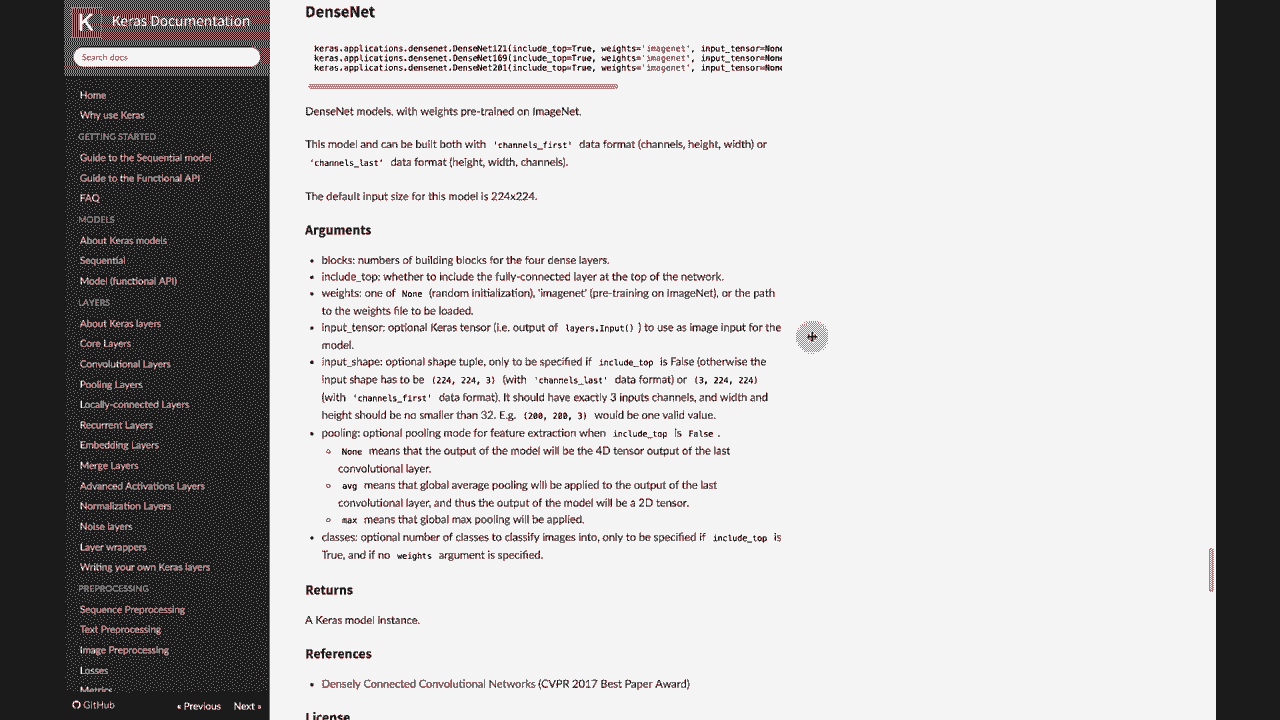 K Keras Documentation
Search docs
Home
Why use Keras
GETTING STARTED
Guide to the Sequential model
Guide to the Functional API
FAQ
MODELS
About Keras models
Sequential
Model (functional API)
LAYERS
About Keras layers
Core Layers
Convolutional Layers
Pooling Layers
Locally-connected Layers
Recurrent Layers
Embedding Layers
Merge Layers
Advanced Activations Layers
Normalization Layers
Noise layers
Layer wrappers
Writing your own Keras layers
PREPROCESSING
Sequence Preprocessing
Text Preprocessing
Image Preprocessing
Losses
Metrics
GitHub
« Previous Next »
DenseNet
keras.applications.densenet.DenseNet121(include_top=True, weights='imagenet', input_tensor=None
keras.applications.densenet.DenseNet169(include_top=True, weights='imagenet', input_tensor=None
keras.applications.densenet.DenseNet201(include_top=True, weights='imagenet', input_tensor=None
DenseNet models, with weights pre-trained on ImageNet.
This model and can be built both with 'channels_first' data format (channels, height, width) or
'channels_last' data format (height, width, channels).
The default input size for this model is 224x224.
Arguments
• blocks: numbers of building blocks for the four dense layers.
• include_top: whether to include the fully-connected layer at the top of the network.
• weights: one of None (random initialization), 'imagenet' (pre-training on ImageNet), or the path
to the weights file to be loaded.
• input_tensor: optional Keras tensor (i.e. output of layers.Input() ) to use as image input for the
model.
• input_shape: optional shape tuple, only to be specified if include_top is False (otherwise the
input shape has to be (224, 224, 3) (with 'channels_last' data format) or (3, 224, 224)
(with 'channels_first' data format). It should have exactly 3 inputs channels, and width and
height should be no smaller than 32. E.g. (200, 200, 3) would be one valid value.
• pooling: optional pooling mode for feature extraction when include_top is False .
◦ None means that the output of the model will be the 4D tensor output of the last
convolutional layer.
◦ avg means that global average pooling will be applied to the output of the last
convolutional layer, and thus the output of the model will be a 2D tensor.
◦ max means that global max pooling will be applied.
• classes: optional number of classes to classify images into, only to be specified if include_top is
True, and if no weights argument is specified.
Returns
A Keras model instance.
References
• Densely Connected Convolutional Networks (CVPR 2017 Best Paper Award)
License